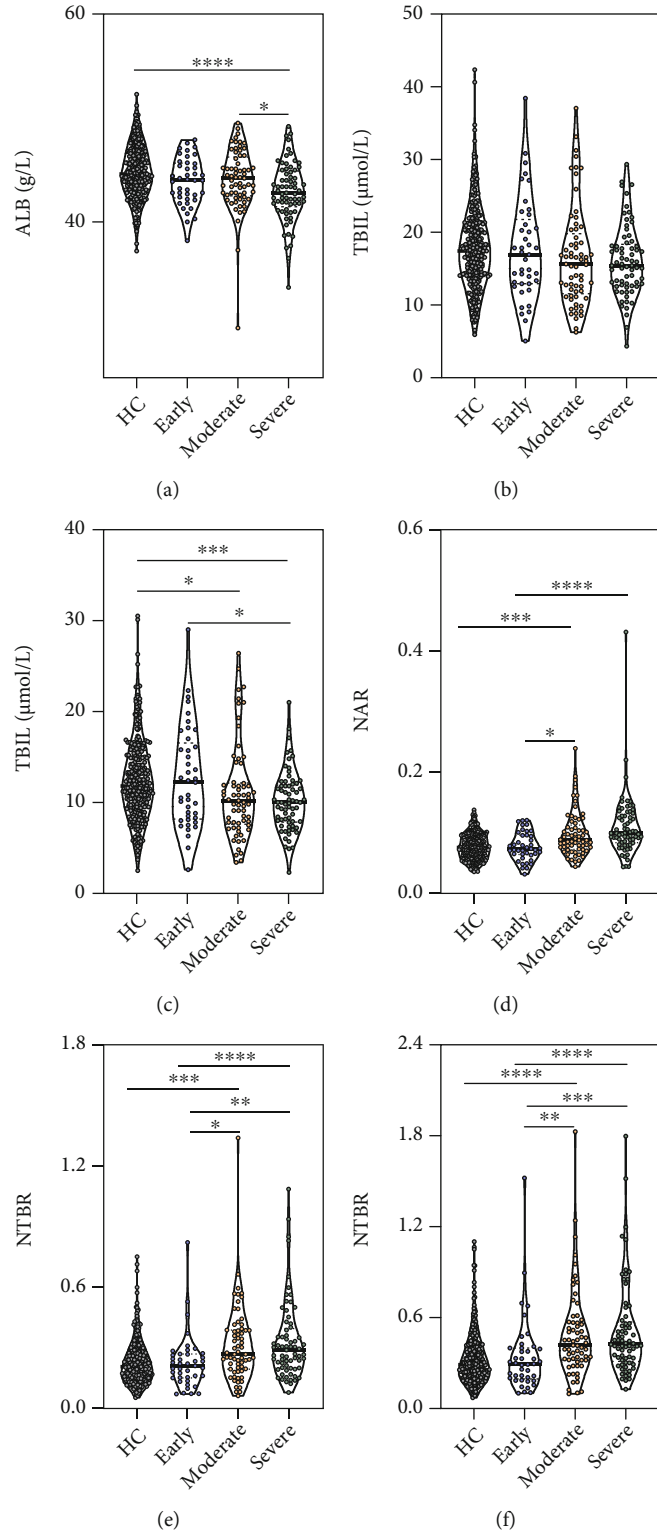 60
****
*
ALB (g/L)
40
HC
Early
Moderate
Severe
(a)
50
40
30
TBIL (μmol/L)
20
10
0
HC
Early
Moderate
Severe
(b)
40
***
*
*
30
TBIL (μmol/L)
20
10
0
HC
Early
Moderate
Severe
(c)
0.6
****
***
*
0.4
NAR
0.2
0.0
HC
Early
Moderate
Severe
(d)
1.8
****
***
**
*
1.2
NTBR
0.6
0.0
HC
Early
Moderate
Severe
(e)
2.4
****
****
***
**
1.8
1.2
NTBR
0.6
0.0
HC
Early
Moderate
Severe
(f)